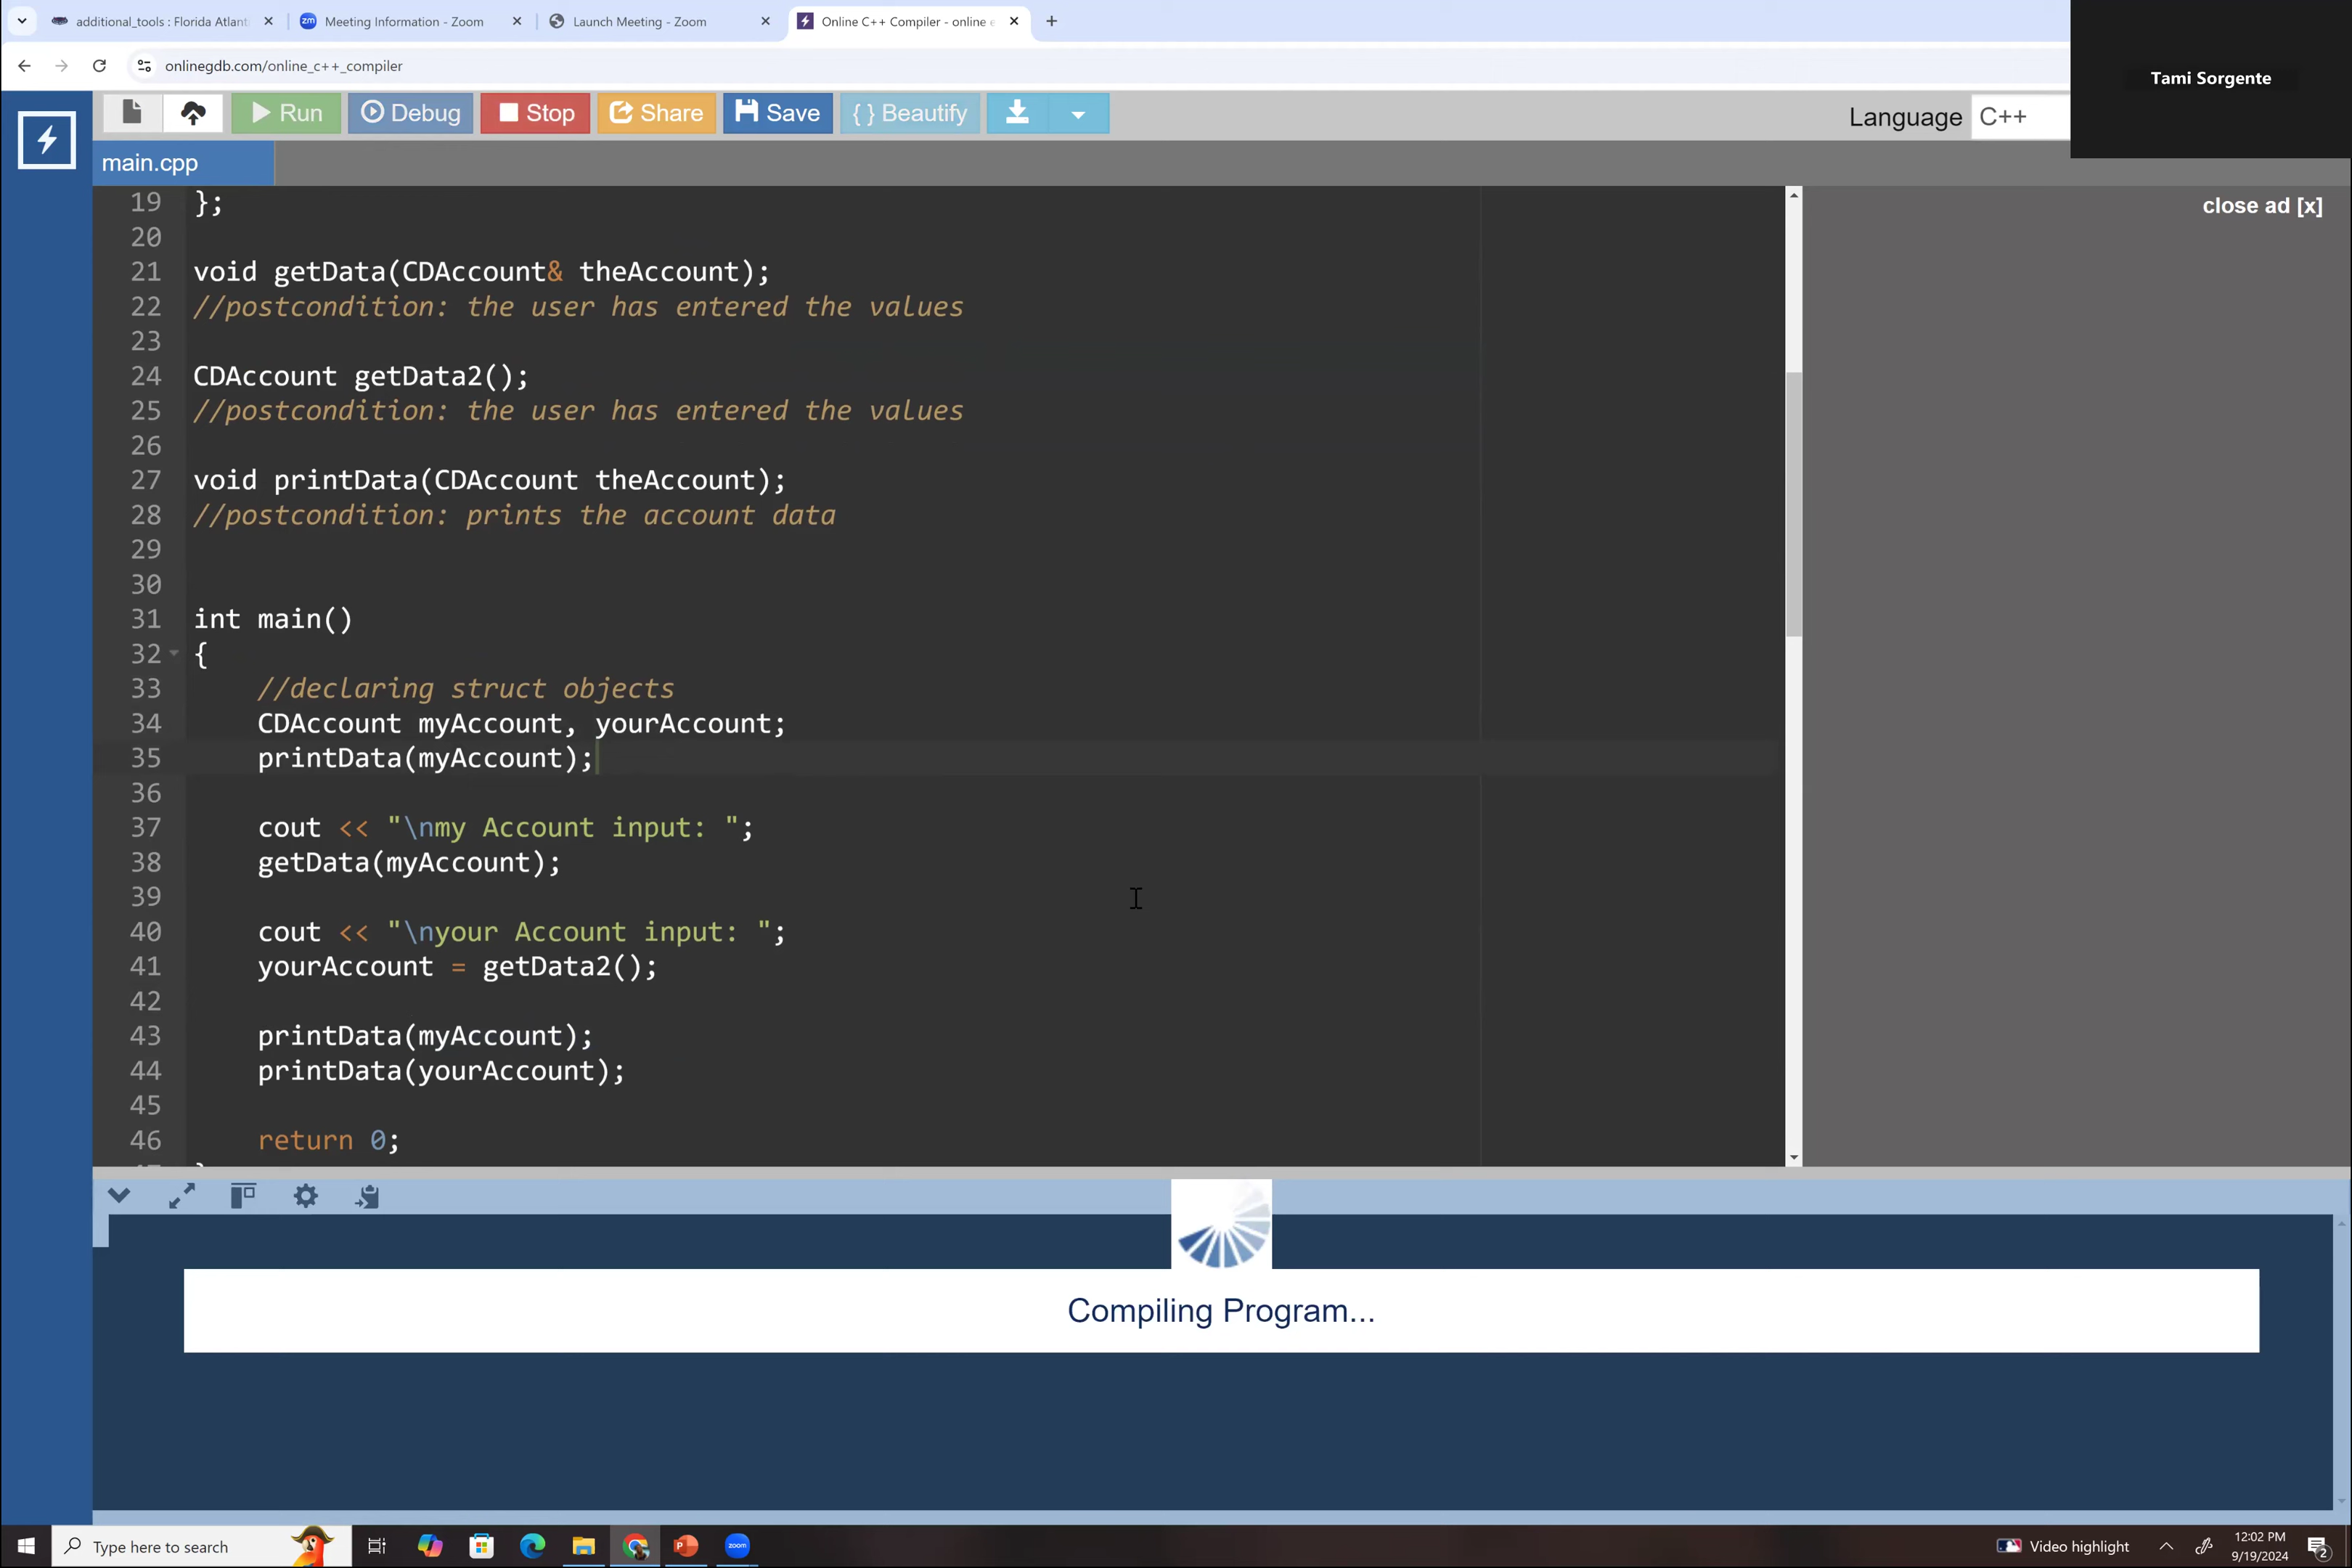 additional_tools : Florida Atlant
Meeting Information - Zoom
Launch Meeting - Zoom
Online C++ Compiler - online e
onlinegdb.com/online_c++_compiler
Tami Sorgente
Run
Debug
Stop
Share
Save
{ } Beautify
Language
C++
main.cpp
close ad [x]
19 };
20
21 void getData(CDAccount& theAccount);
22 //postcondition: the user has entered the values
23
24 CDAccount getData2();
25 //postcondition: the user has entered the values
26
27 void printData(CDAccount theAccount);
28 //postcondition: prints the account data
29
30
31 int main()
32 {
33 //declaring struct objects
34 CDAccount myAccount, yourAccount;
35 printData(myAccount);
36
37 cout << "\nmy Account input: ";
38 getData(myAccount);
39
40 cout << "\nyour Account input: ";
41 yourAccount = getData2();
42
43 printData(myAccount);
44 printData(yourAccount);
45
46 return 0;
Compiling Program...
Type here to search
zoom
Video highlight
12:02 PM
9/19/2024
2